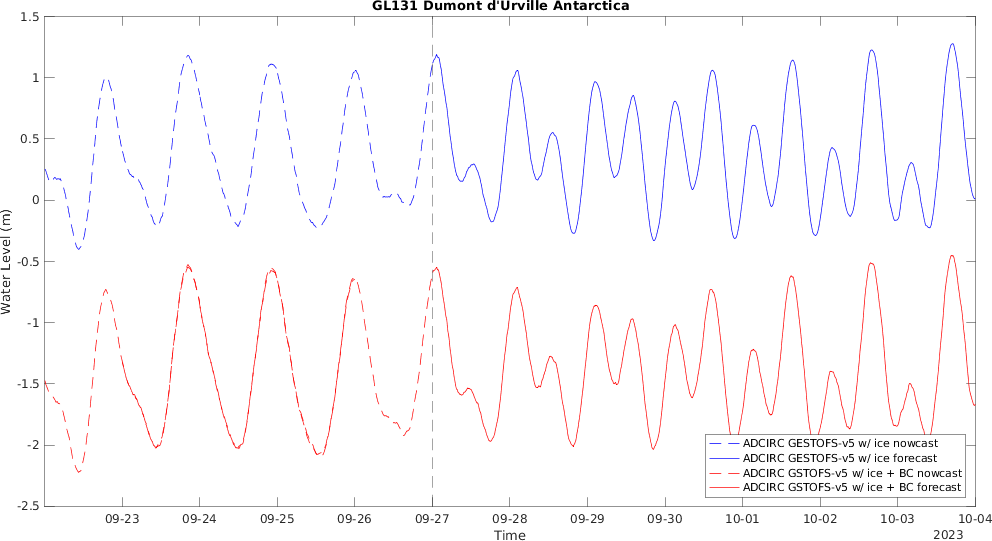 GL131 Dumont d'Urville Antarctica
1.5
1
0.5
0
-0.5
-1
-1.5
-2
-2.5
Water Level (m)
ADCIRC GESTOFS-v5 w/ ice nowcast
ADCIRC GESTOFS-v5 w/ ice forecast
ADCIRC GSTOFS-v5 w/ ice + BC nowcast
ADCIRC GSTOFS-v5 w/ ice + BC forecast
09-23 09-24 09-25 09-26 09-27 09-28 09-29 09-30 10-01 10-02 10-03 10-04
Time
2023